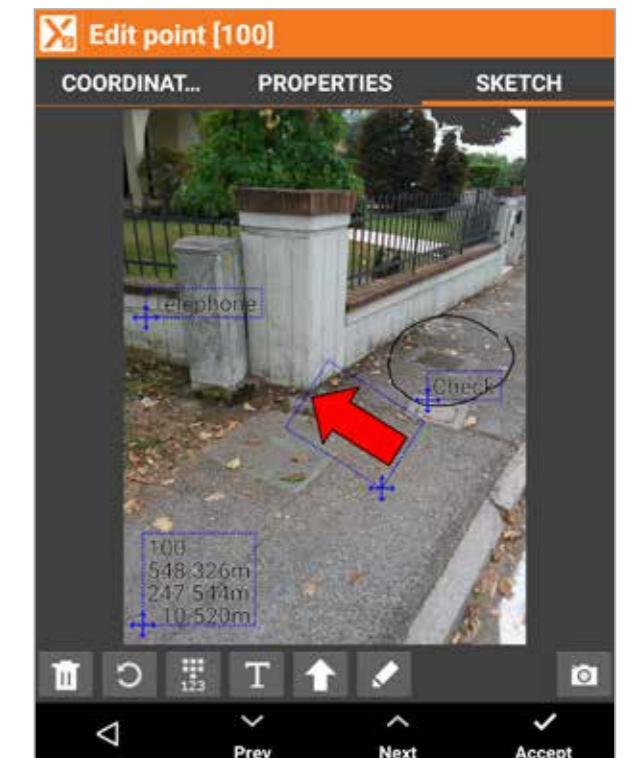 Edit point [100]
COORDINAT... PROPERTIES SKETCH
Telephone
Check
100
548.326m
247.544m
10.520m
123
T
Prev Next Accept